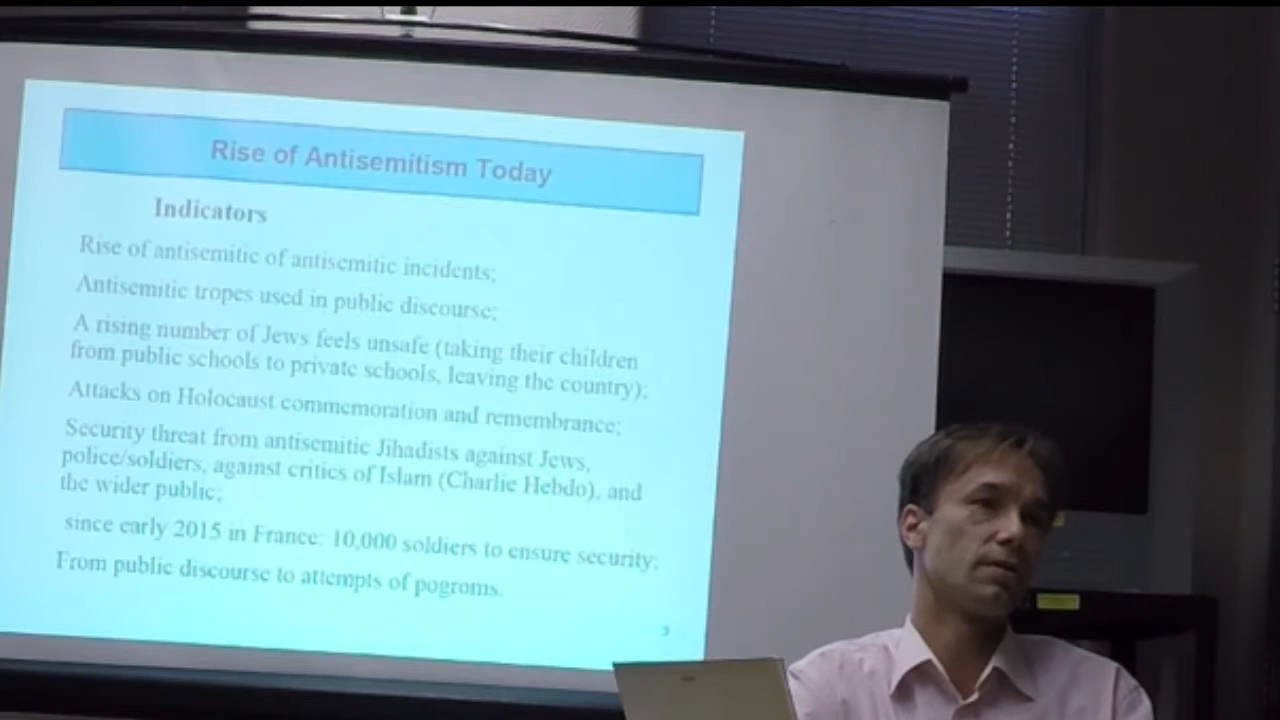 Rise of Antisemitism Today
Indicators
Rise of antisemitic of antisemitic incidents;
Antisemitic tropes used in public discourse;
A rising number of Jews feels unsafe (taking their children
from public schools to private schools, leaving the country);
Attacks on Holocaust commemoration and remembrance;
Security threat from antisemitic Jihadists against Jews,
police/soldiers, against critics of Islam (Charlie Hebdo), and
the wider public;
since early 2015 in France: 10,000 soldiers to ensure security;
From public discourse to attempts of pogroms.
3